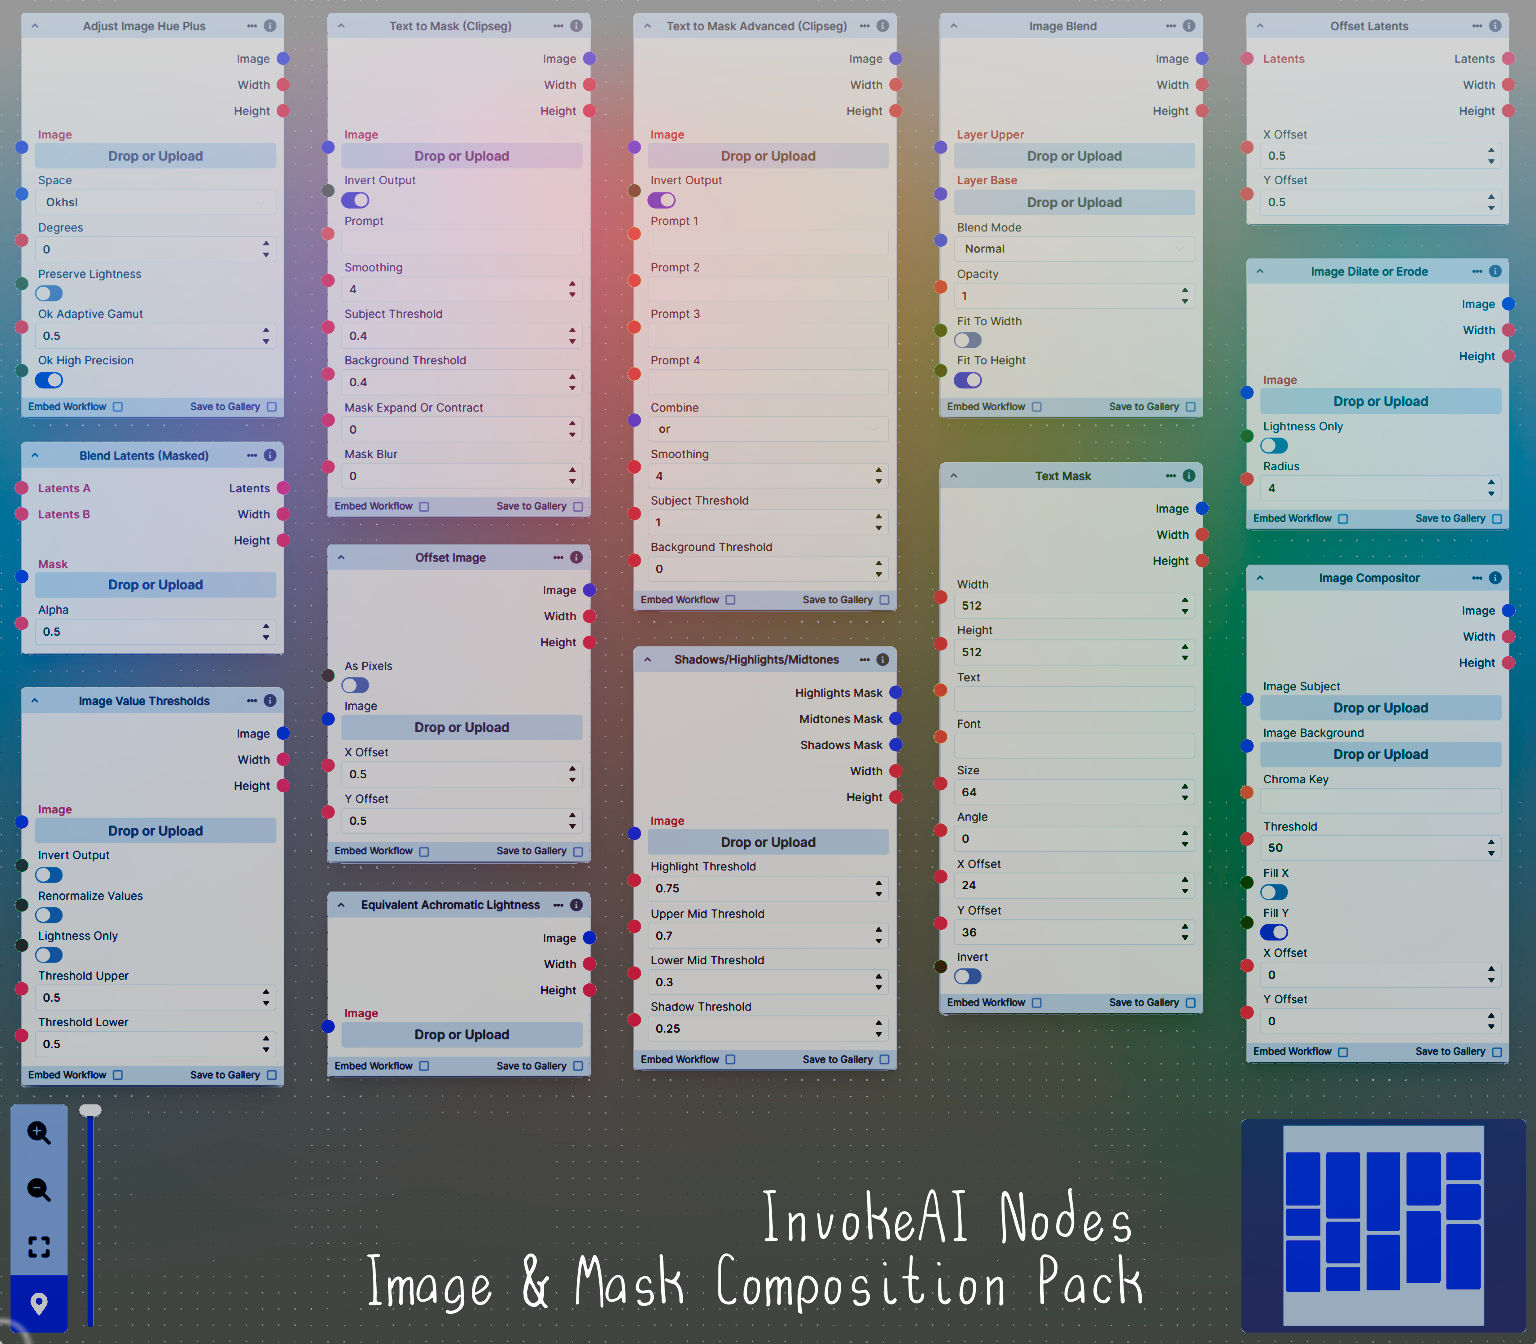 Adjust Image Hue Plus
Image
Width
Height
Image
Drop or Upload
Space
Okhsl
Degrees
0
Preserve Lightness
Ok Adaptive Gamut
0.5
Ok High Precision
Embed Workflow Save to Gallery
Blend Latents (Masked)
Latents A Latents
Latents B Width
Height
Mask
Drop or Upload
Alpha
0.5
Image Value Thresholds
Image
Width
Height
Image
Drop or Upload
Invert Output
Renormalize Values
Lightness Only
Threshold Upper
0.5
Threshold Lower
0.5
Embed Workflow Save to Gallery
Text to Mask (Clipseg)
Image
Width
Height
Image
Drop or Upload
Invert Output
Prompt
Smoothing
4
Subject Threshold
0.4
Background Threshold
0.4
Mask Expand Or Contract
0
Mask Blur
0
Embed Workflow Save to Gallery
Offset Image
Image
Width
Height
As Pixels
Image
Drop or Upload
X Offset
0.5
Y Offset
0.5
Embed Workflow Save to Gallery
Equivalent Achromatic Lightness
Image
Width
Height
Image
Drop or Upload
Embed Workflow Save to Gallery
Text to Mask Advanced (Clipseg)
Image
Width
Height
Image
Drop or Upload
Invert Output
Prompt 1
Prompt 2
Prompt 3
Prompt 4
Combine
or
Smoothing
4
Subject Threshold
1
Background Threshold
0
Embed Workflow Save to Gallery
Shadows/Highlights/Midtones
Highlights Mask
Midtones Mask
Shadows Mask
Width
Height
Image
Drop or Upload
Highlight Threshold
0.75
Upper Mid Threshold
0.7
Lower Mid Threshold
0.3
Shadow Threshold
0.25
Embed Workflow Save to Gallery
Image Blend
Image
Width
Height
Layer Upper
Drop or Upload
Layer Base
Drop or Upload
Blend Mode
Normal
Opacity
1
Fit To Width
Fit To Height
Embed Workflow Save to Gallery
Text Mask
Image
Width
Height
Width
512
Height
512
Text
Font
Size
64
Angle
0
X Offset
24
Y Offset
36
Invert
Embed Workflow Save to Gallery
Offset Latents
Latents Latents
Width
Height
X Offset
0.5
Y Offset
0.5
Image Dilate or Erode
Image
Width
Height
Image
Drop or Upload
Lightness Only
Radius
4
Embed Workflow Save to Gallery
Image Compositor
Image
Width
Height
Image Subject
Drop or Upload
Image Background
Drop or Upload
Chroma Key
Threshold
50
Fill X
Fill Y
X Offset
0
Y Offset
0
Embed Workflow Save to Gallery
InvokeAI Nodes
Image & Mask Composition Pack